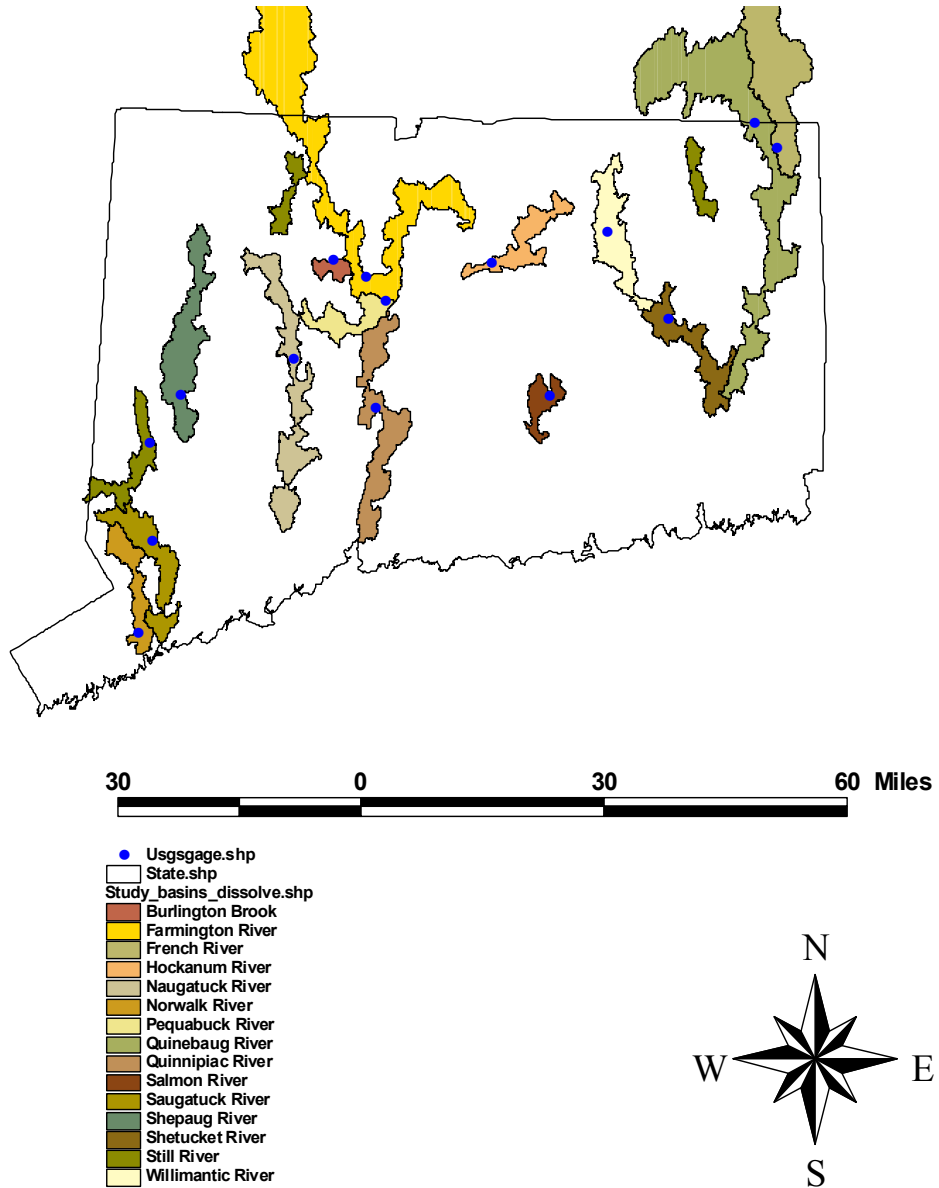 30 0 30 60 Miles
Usgsgage.shp
State.shp
Study_basins_dissolve.shp
Burlington Brook
Farmington River
French River
Hockanum River
Naugatuck River
Norwalk River
Pequabuck River
Quinebaug River
Quinnipiac River
Salmon River
Saugatuck River
Shepaug River
Shetucket River
Still River
Willimantic River
N
W E
S